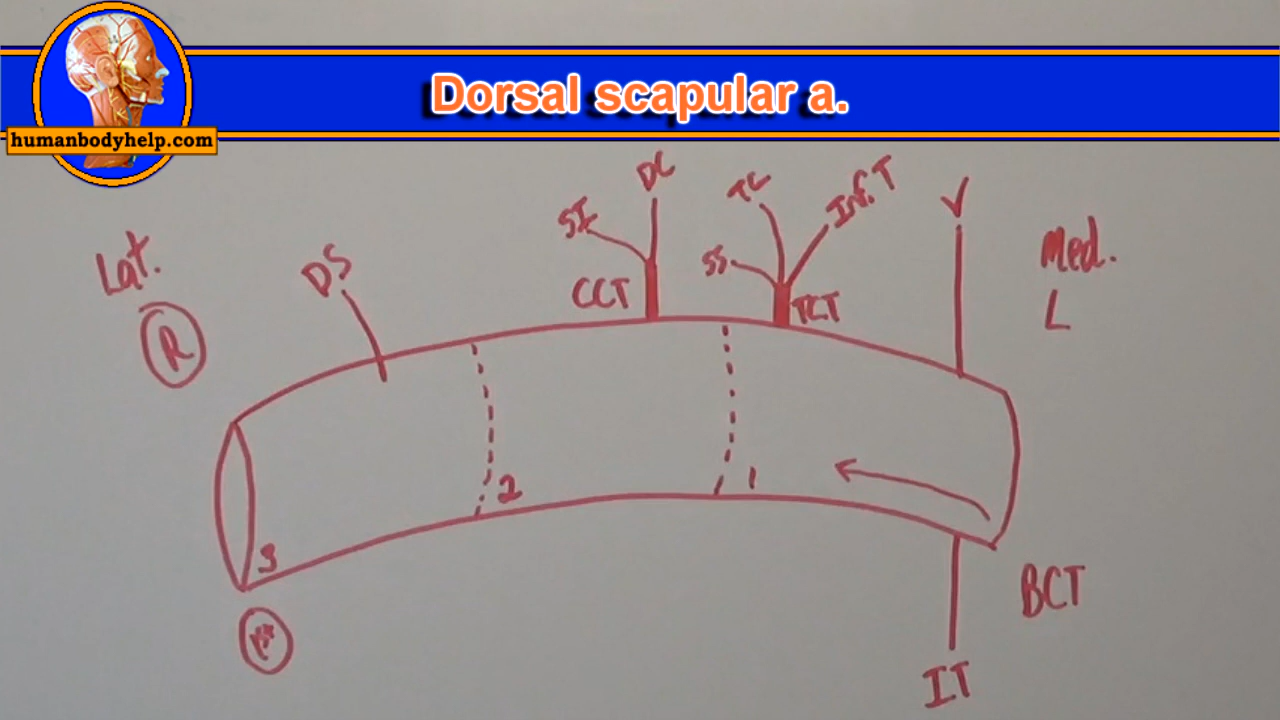 Dorsal scapular a.
humanbodyhelp.com
DC
SI
CCT
TC
Inf. T
SS
TCT
V
Lat.
R
DS
Med.
L
2
1
3
BCT
IT